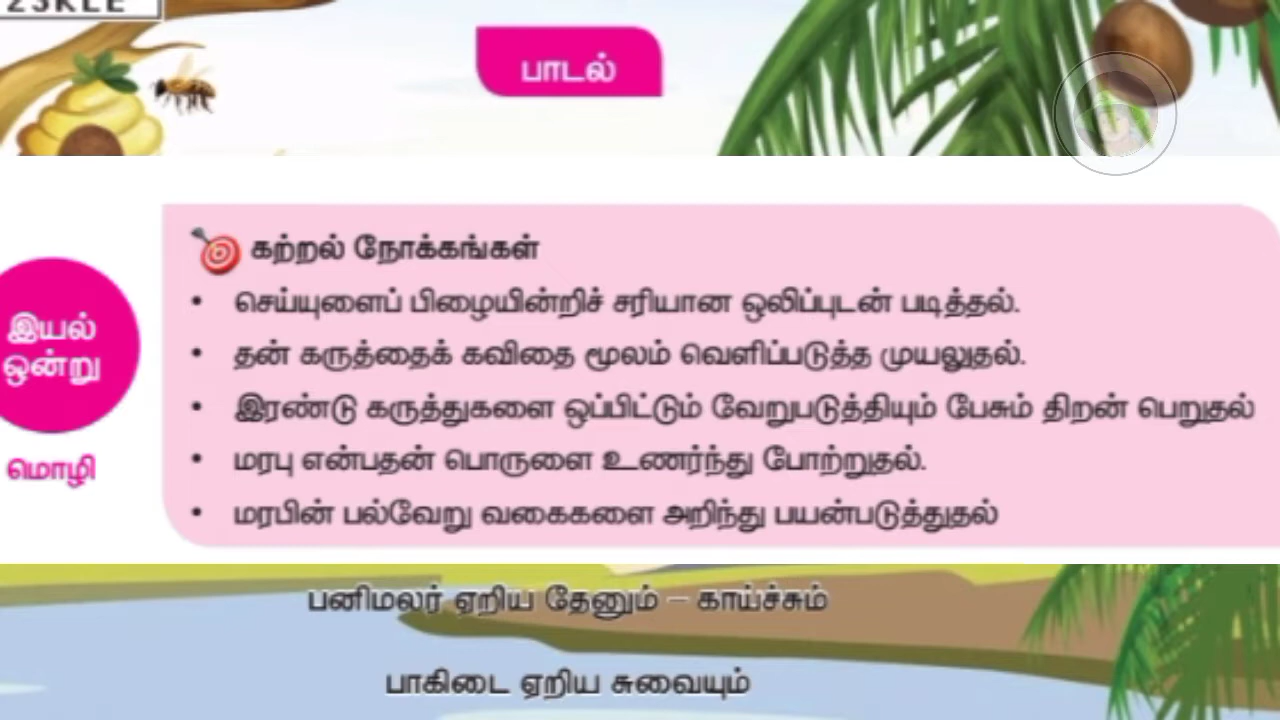 பாடல்
கற்றல் நோக்கங்கள்
• செய்யுளைப் பிழையின்றிச் சரியான ஒலிப்புடன் படித்தல்.
• தன் கருத்தைக் கவிதை மூலம் வெளிப்படுத்த முயலுதல்.
• இரண்டு கருத்துகளை ஒப்பிட்டும் வேறுபடுத்தியும் பேசும் திறன் பெறுதல்
• மரபு என்பதன் பொருளை உணர்ந்து போற்றுதல்.
• மரபின் பல்வேறு வகைகளை அறிந்து பயன்படுத்துதல்
இயல்
ஒன்று
மொழி
பனிமலர் ஏறிய தேனும் – காய்ச்சும்
பாகிடை ஏறிய சுவையும்